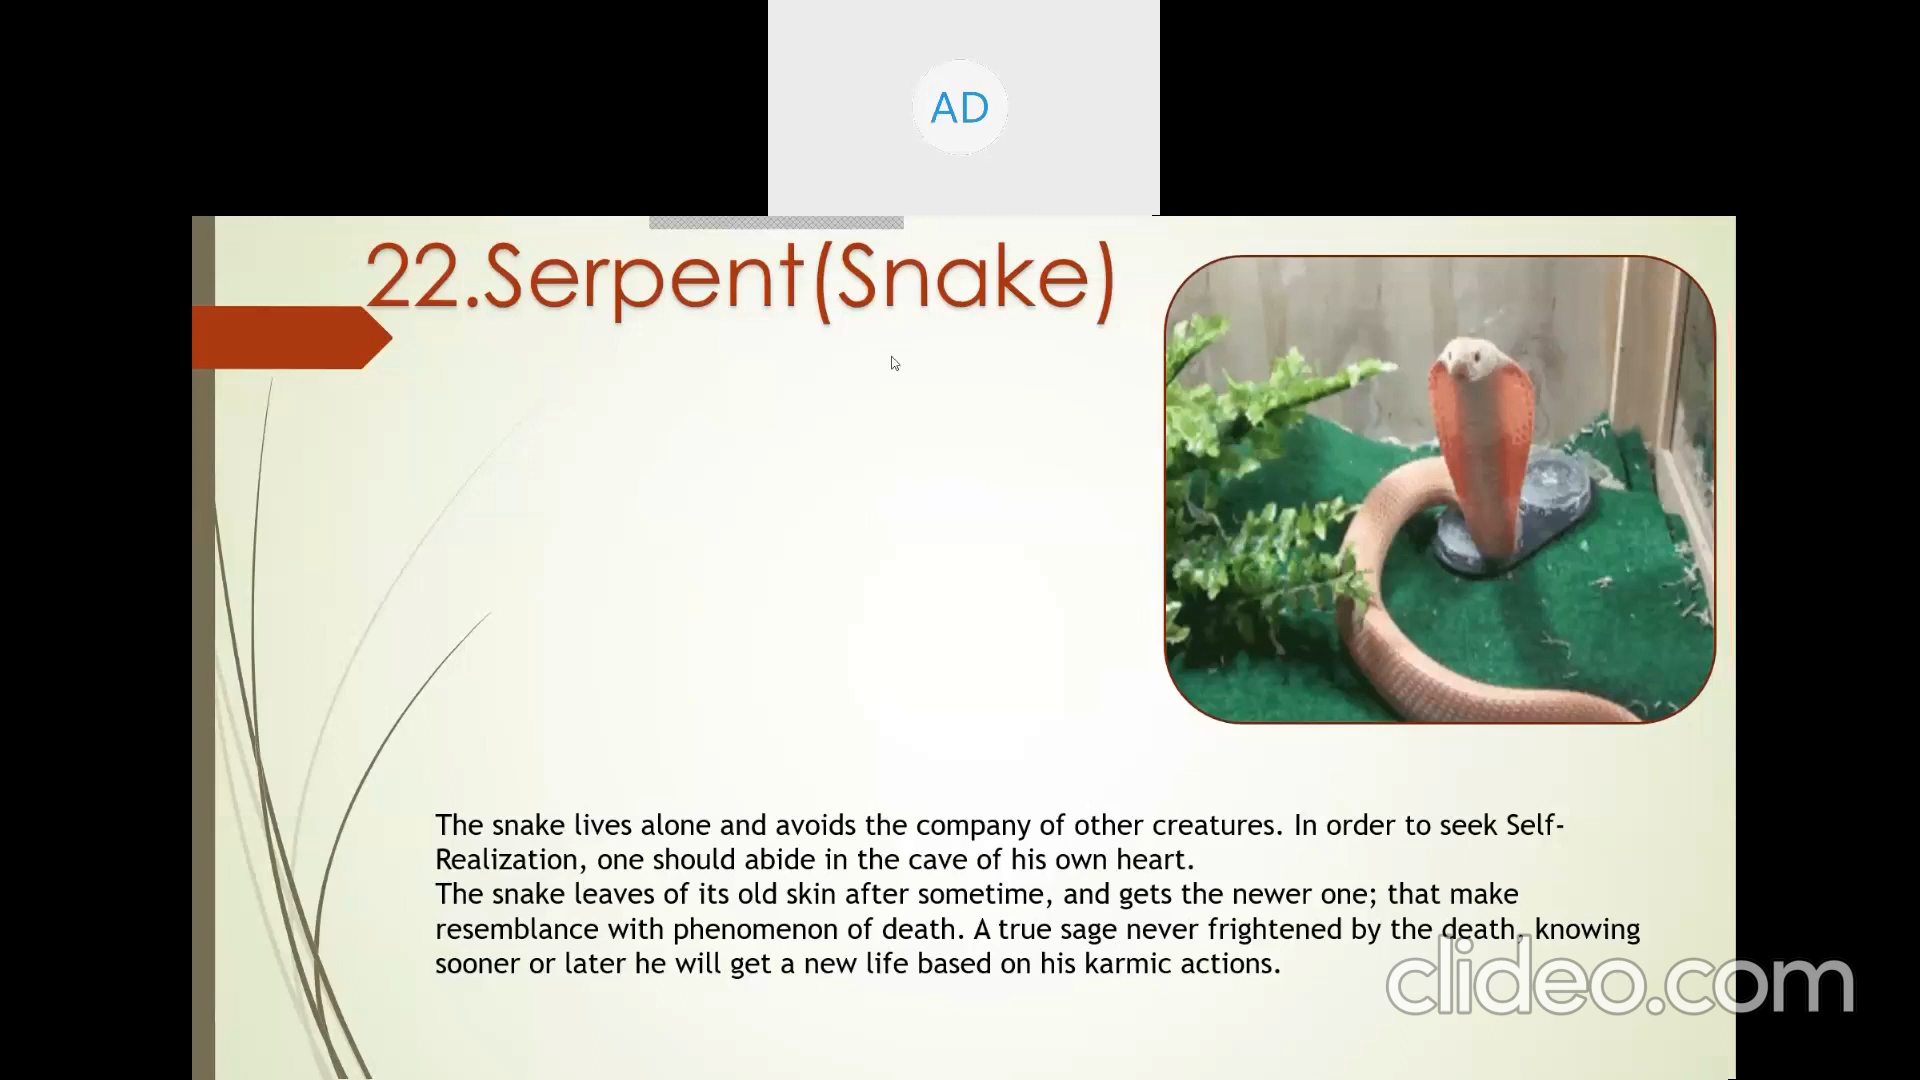 AD
22.Serpent(Snake)
The snake lives alone and avoids the company of other creatures. In order to seek Self-
Realization, one should abide in the cave of his own heart.
The snake leaves of its old skin after sometime, and gets the newer one; that make
resemblance with phenomenon of death. A true sage never frightened by the death, knowing
sooner or later he will get a new life based on his karmic actions.
clideo.com